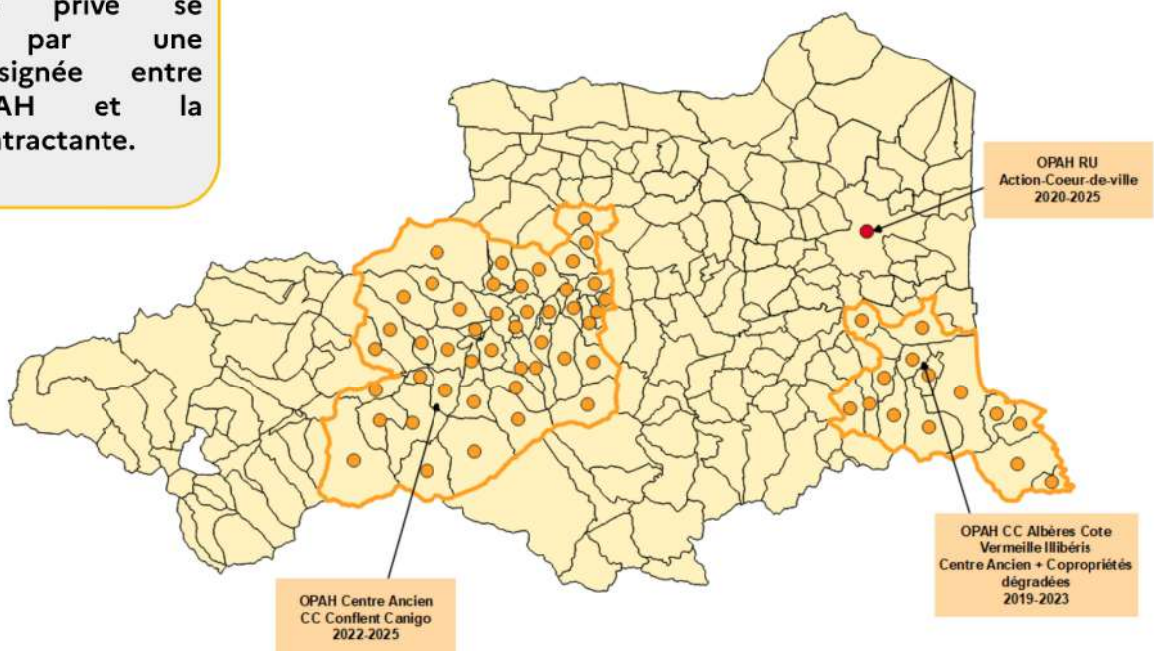 privé se
par une
signée entre
AH et la
ntractante.
OPAH RU
Action-Coeur-de-ville
2020-2025
OPAH CC Albères Cote
Vermeille Illibéris
Centre Ancien + Copropriétés
dégradées
2019-2023
OPAH Centre Ancien
CC Conflent Canigo
2022-2025